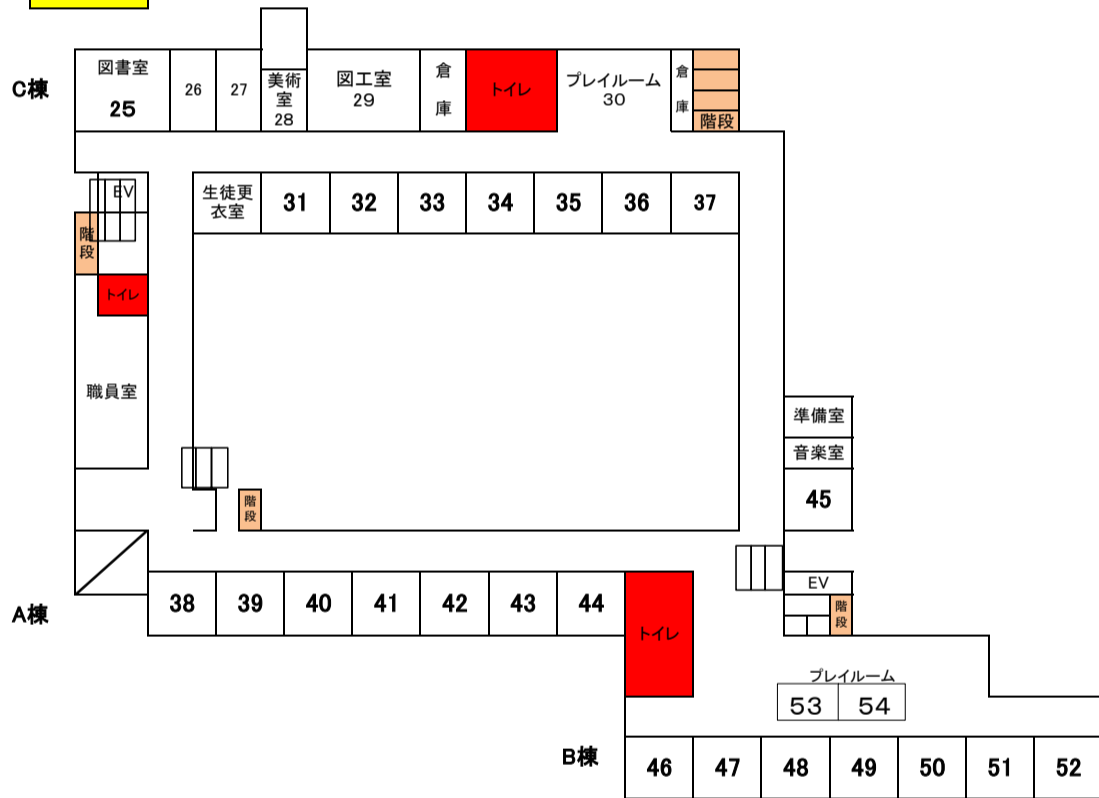 C棟
図書室
25
26
27
美術
室
28
図工室
29
倉
庫
トイレ
プレイルーム
30
倉
庫
階段
EV
階
段
トイレ
職員室
生徒更
衣室
31
32
33
34
35
36
37
準備室
音楽室
45
階
段
A棟
38
39
40
41
42
43
44
トイレ
EV
階
段
プレイルーム
53
54
B棟
46
47
48
49
50
51
52